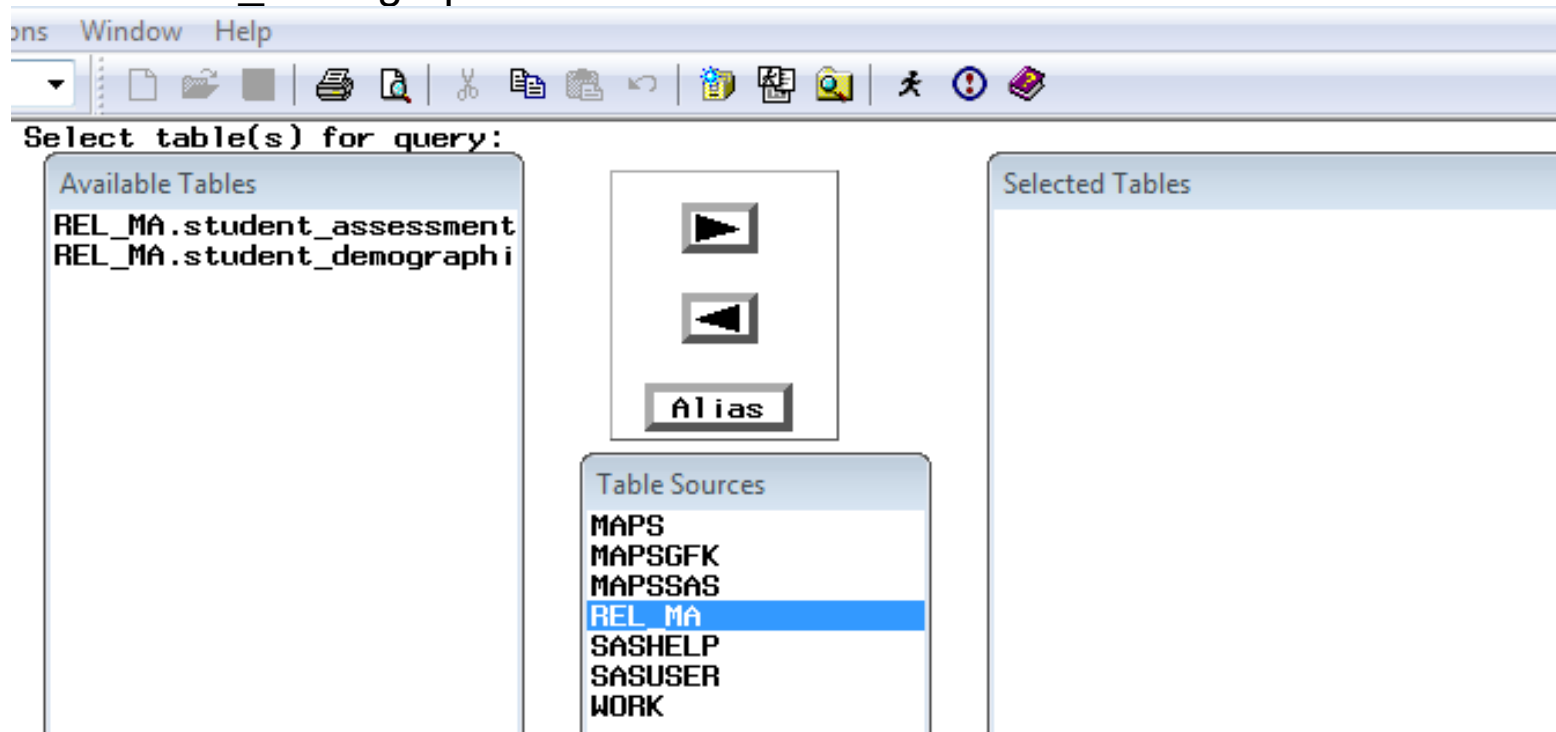 ons Window Help
Select table(s) for query:
Available Tables
REL_MA.student_assessment
REL_MA.student_demographi
Alias
Table Sources
MAPS
MAPSGFK
MAPSSAS
REL_MA
SASHELP
SASUSER
WORK
Selected Tables